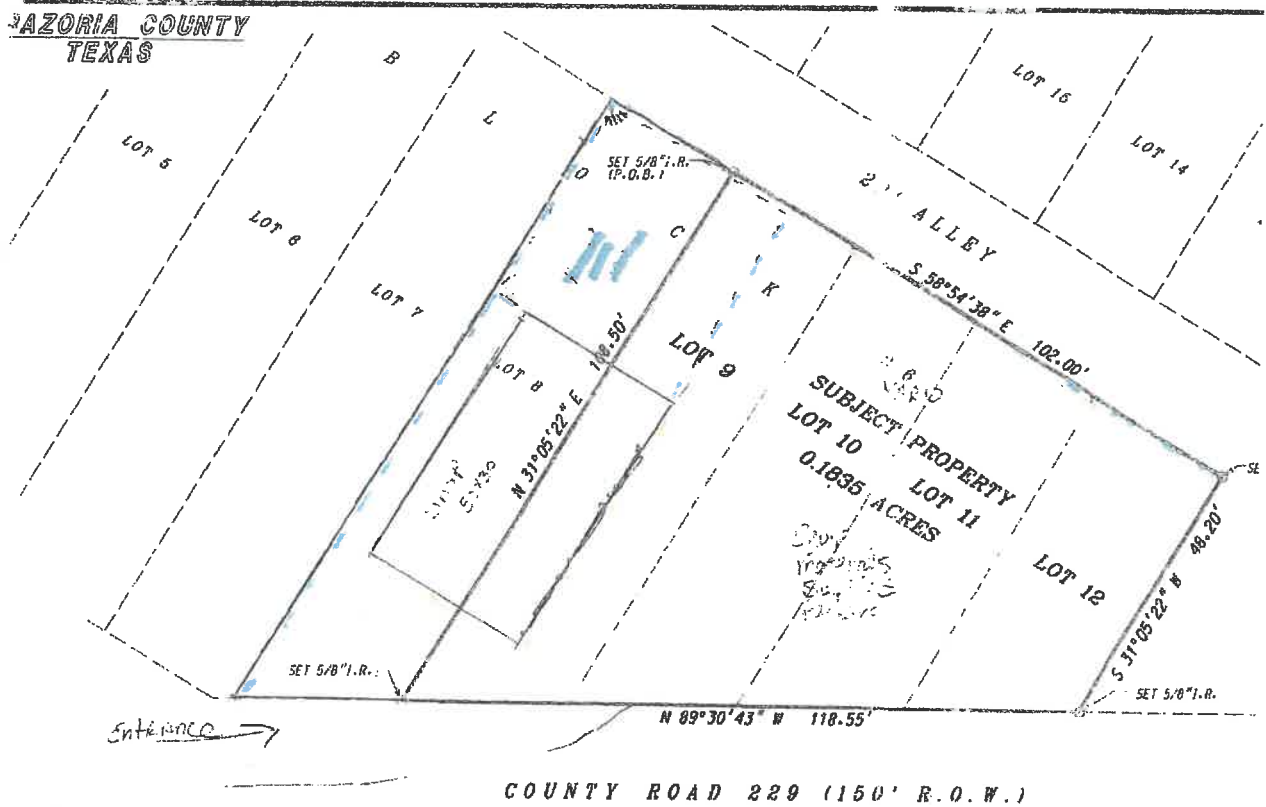 AZORIA COUNTY
TEXAS
B
L
O
C
K
LOT 5
LOT 6
LOT 7
LOT 8
LOT 9
LOT 15
LOT 14
SET 5/8"I.R.
(P.O.B.)
ALLEY
S 58°54'38" E 102.00'
N 31°05'22" E 108.50'
SUBJECT PROPERTY
LOT 10
LOT 11
0.1835 ACRES
LOT 12
S 31°05'22" W 48.20'
SE
50x30
SET 5/8"I.R.
SET 5/8"I.R.
N 89°30'43" W 118.55'
Entrance
COUNTY ROAD 229 (150' R.O.W.)